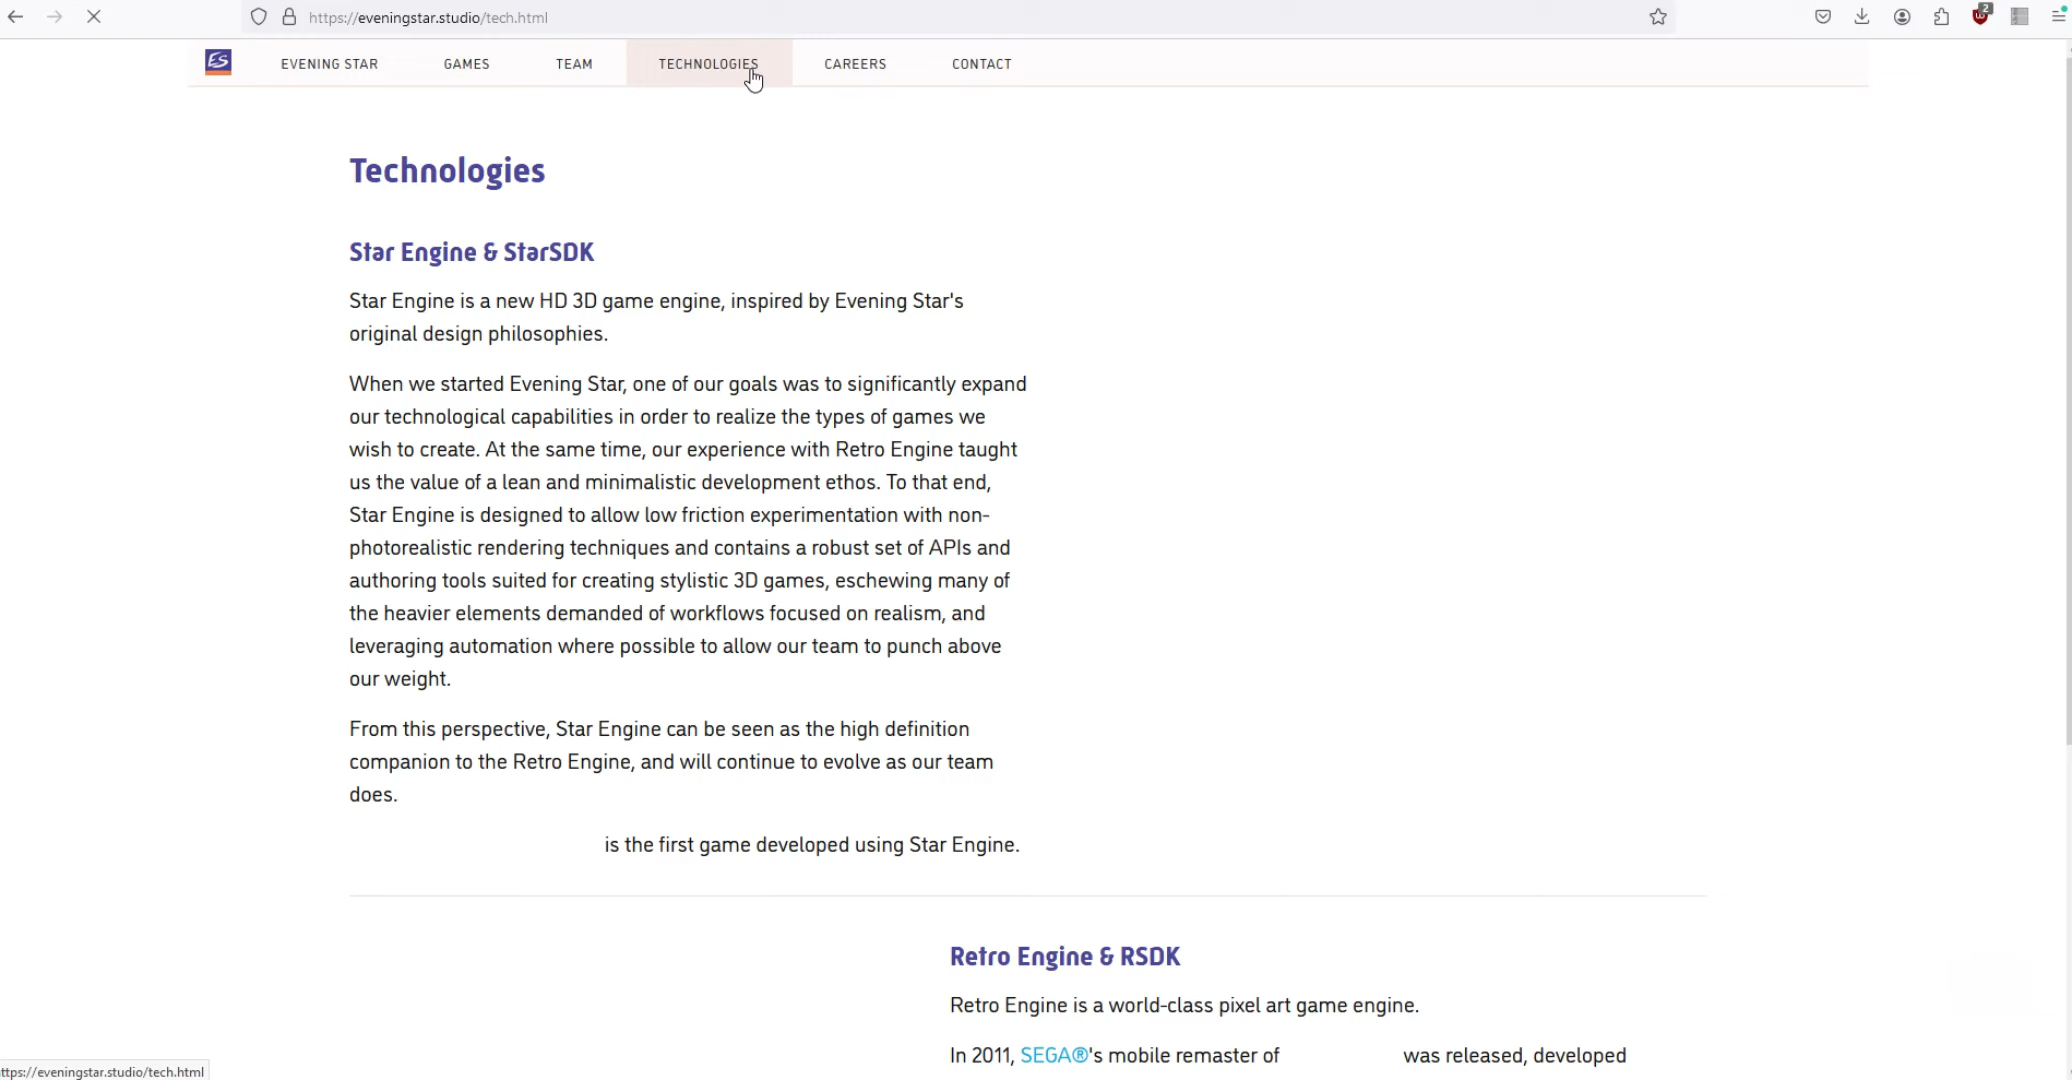 https://eveningstar.studio/tech.html
2
ES
EVENING STAR
GAMES
TEAM
TECHNOLOGIES
CAREERS
CONTACT
Technologies
Star Engine & StarSDK
Star Engine is a new HD 3D game engine, inspired by Evening Star's
original design philosophies.
When we started Evening Star, one of our goals was to significantly expand
our technological capabilities in order to realize the types of games we
wish to create. At the same time, our experience with Retro Engine taught
us the value of a lean and minimalistic development ethos. To that end,
Star Engine is designed to allow low friction experimentation with non-
photorealistic rendering techniques and contains a robust set of APIs and
authoring tools suited for creating stylistic 3D games, eschewing many of
the heavier elements demanded of workflows focused on realism, and
leveraging automation where possible to allow our team to punch above
our weight.
From this perspective, Star Engine can be seen as the high definition
companion to the Retro Engine, and will continue to evolve as our team
does.
is the first game developed using Star Engine.
Retro Engine & RSDK
Retro Engine is a world-class pixel art game engine.
In 2011, SEGA®'s mobile remaster of was released, developed
ttps://eveningstar.studio/tech.html